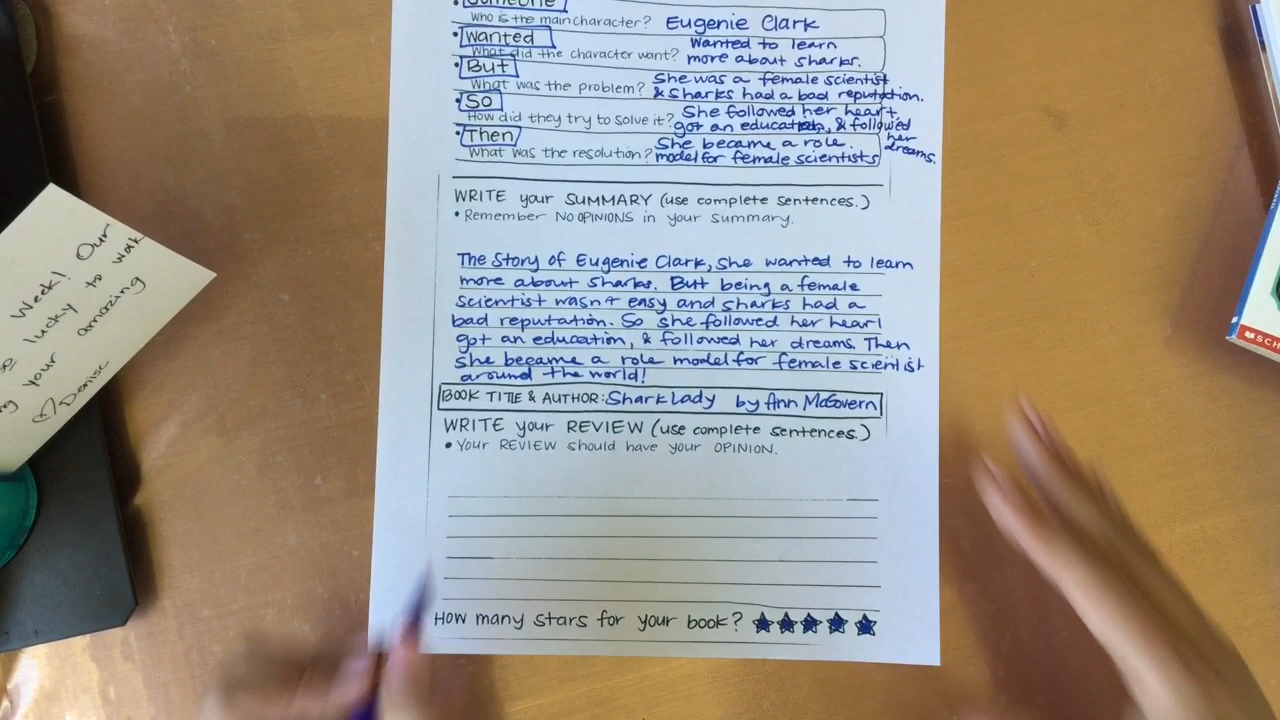 Someone
Who is the main character? Eugenie Clark
Wanted
What did the character want? Wanted to learn
more about sharks.
But
What was the problem? She was a female scientist
& Sharks had a bad reputation.
So
How did they try to solve it? She followed her heart,
got an education, & followed
her
dreams.
Then
What was the resolution? She became a role
model for female scientists
WRITE your SUMMARY (use complete sentences.)
• Remember NO OPINIONS in your summary.
The Story of Eugenie Clark, She wanted to learn
more about Sharks. But being a female
scientist wasn't easy and sharks had a
bad reputation. So she followed her heart
got an education, & followed her dreams. Then
she became a role model for female scientist
around the world!
BOOK TITLE & AUTHOR: Shark Lady by Ann McGovern
WRITE your REVIEW (use complete sentences.)
• Your REVIEW should have your OPINION.
How many stars for your book?
Week! Our
so lucky to work
your amazing
Denise
SCH